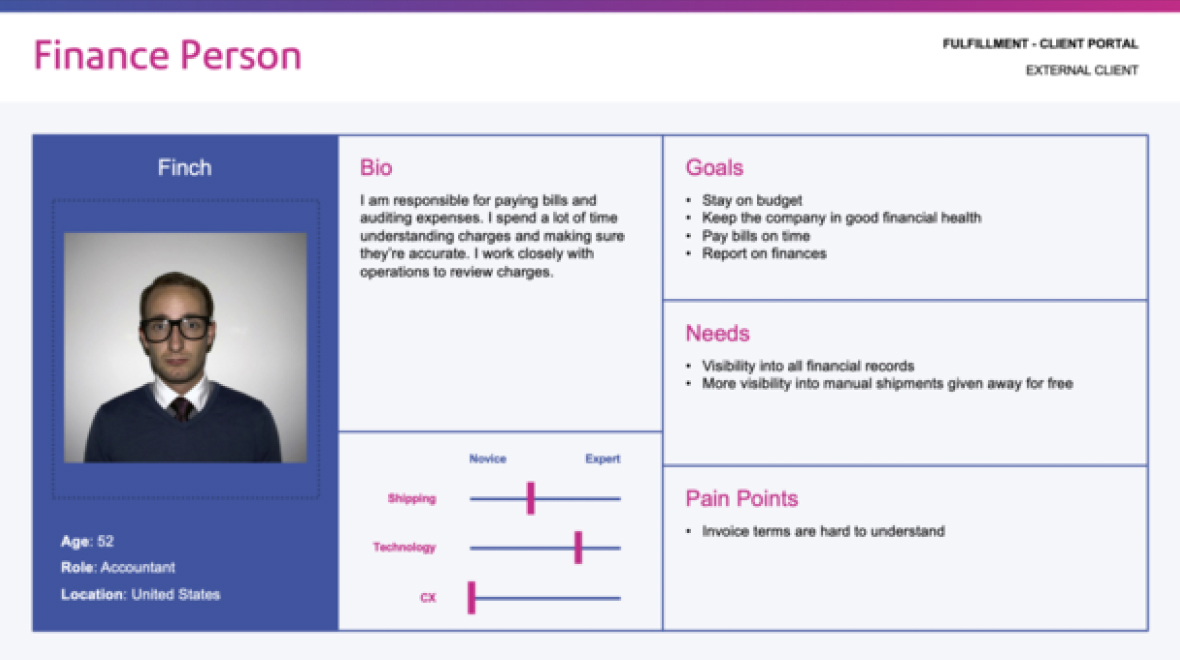 Finance Person
FULFILLMENT - CLIENT PORTAL
EXTERNAL CLIENT
Finch
Age: 52
Role: Accountant
Location: United States
Bio
I am responsible for paying bills and
auditing expenses. I spend a lot of time
understanding charges and making sure
they're accurate. I work closely with
operations to review charges.
Novice Expert
Shipping
Technology
CX
Goals
• Stay on budget
• Keep the company in good financial health
• Pay bills on time
• Report on finances
Needs
• Visibility into all financial records
• More visibility into manual shipments given away for free
Pain Points
• Invoice terms are hard to understand